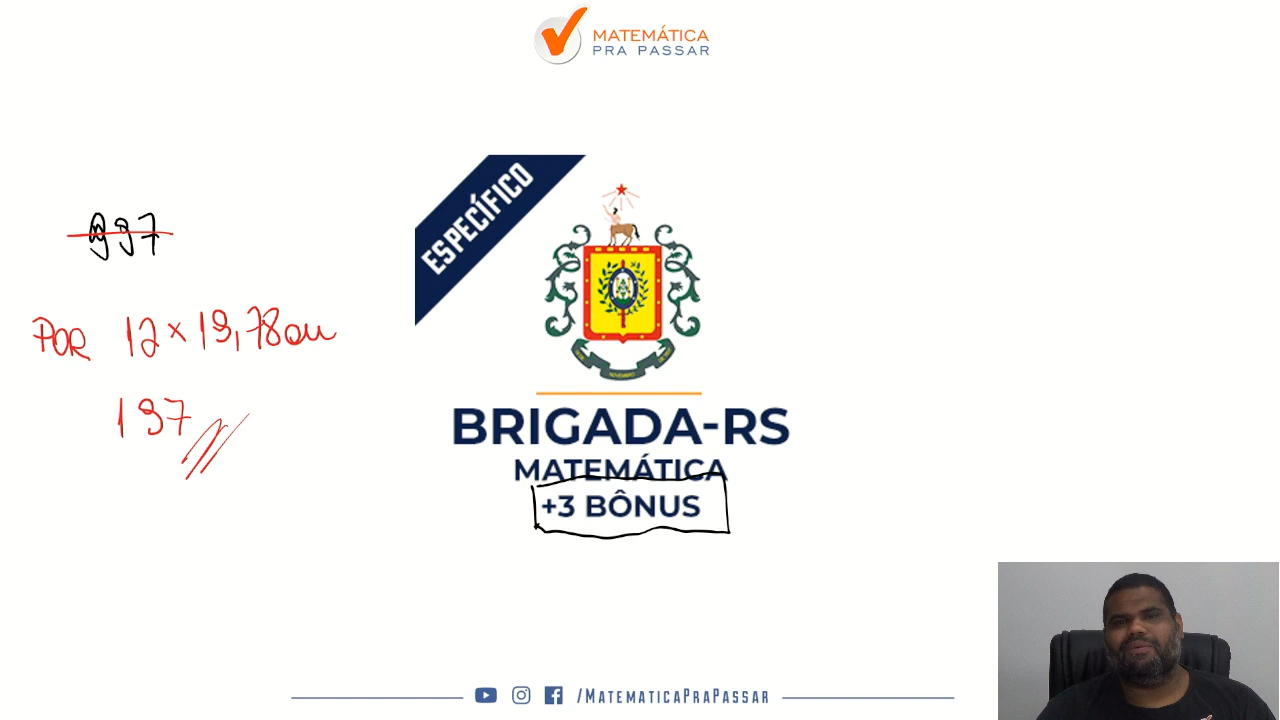 MATEMÁTICA
PRA PASSAR
ESPECÍFICO
997
POR 12 x 19,78 ou
197
BRIGADA-RS
MATEMÁTICA
+3 BÔNUS
/MATEMATICAPRAPASSAR